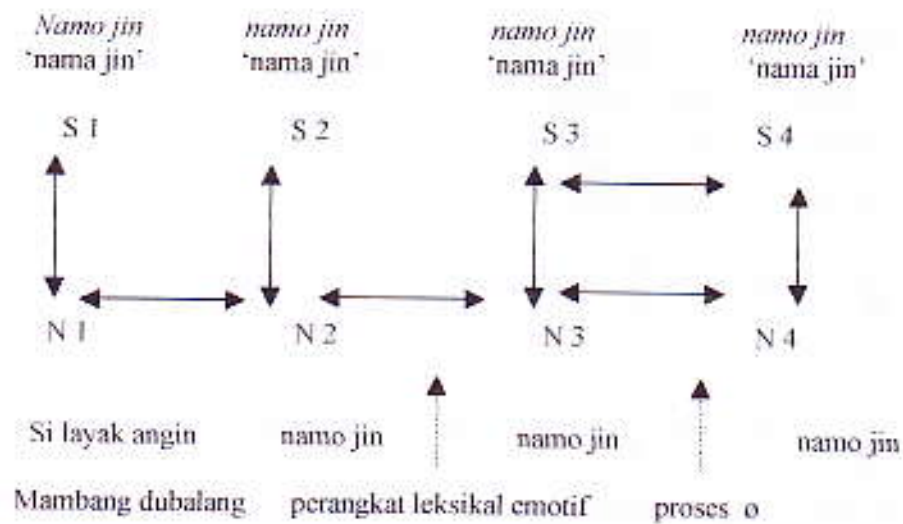 Namo jin namo jin namo jin namo jin
‘nama jin’ ‘nama jin’ ‘nama jin’ ‘nama jin’
S 1 S 2 S 3 S 4
N 1 N 2 N 3 N 4
Si layak angin namo jin namo jin namo jin
Mambang dubalang perangkat leksikal emotif proses ø